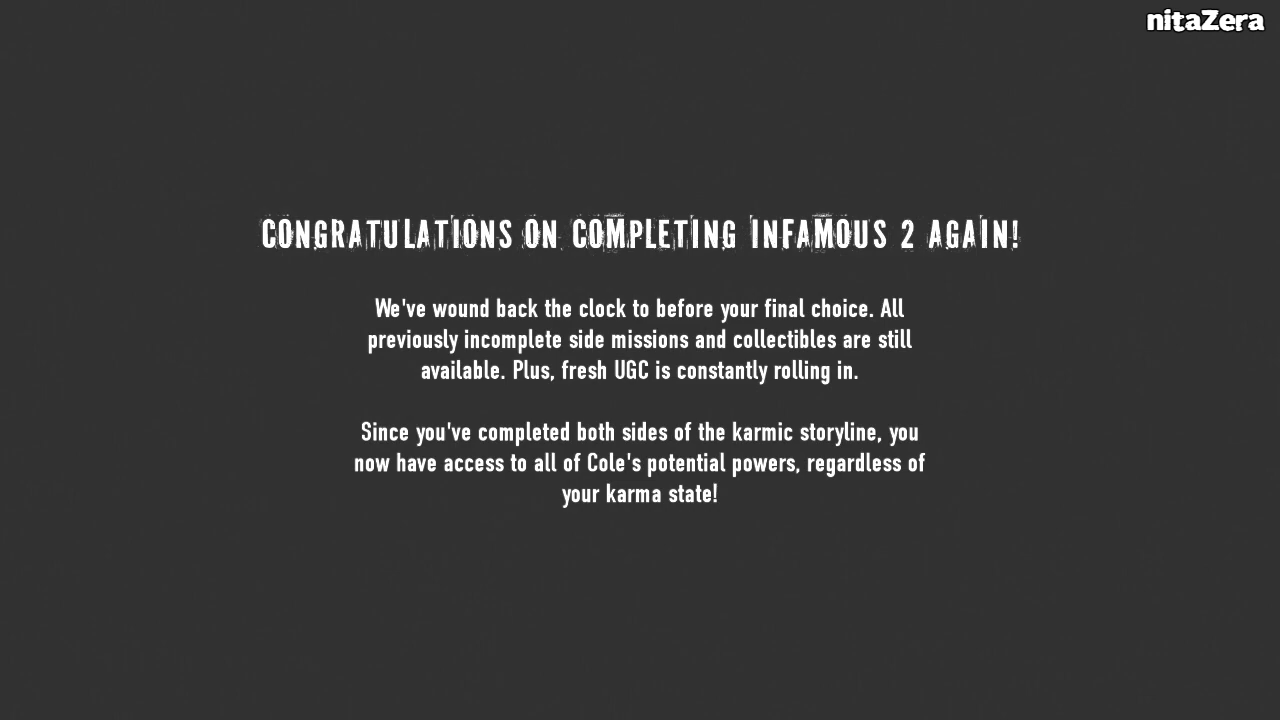 nitaZera
CONGRATULATIONS ON COMPLETING INFAMOUS 2 AGAIN!
We've wound back the clock to before your final choice. All
previously incomplete side missions and collectibles are still
available. Plus, fresh UGC is constantly rolling in.
Since you've completed both sides of the karmic storyline, you
now have access to all of Cole's potential powers, regardless of
your karma state!